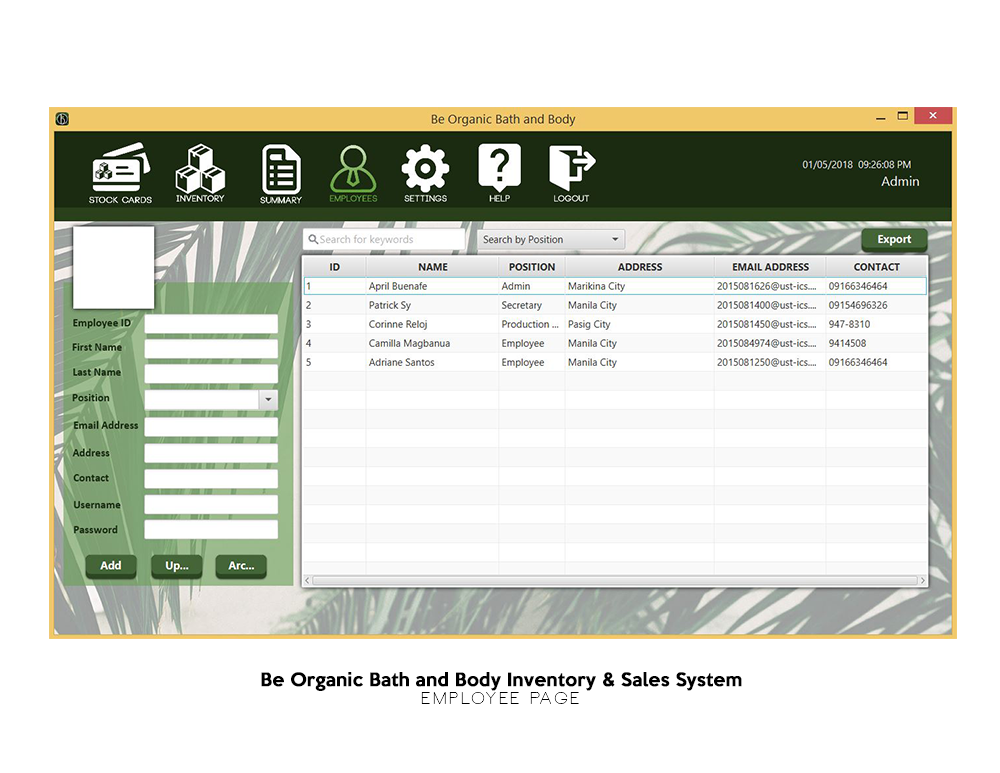 Be Organic Bath and Body
STOCK CARDS
INVENTORY
SUMMARY
EMPLOYEES
SETTINGS
HELP
LOGOUT
01/05/2018 09:26:08 PM
Admin
Search for keywords
Search by Position
Export
Employee ID
First Name
Last Name
Position
Email Address
Address
Contact
Username
Password
Add
Up...
Arc...
ID NAME POSITION ADDRESS EMAIL ADDRESS CONTACT
1 April Buenafe Admin Marikina City 2015081626@ust-ics.... 09166346464
2 Patrick Sy Secretary Manila City 2015081400@ust-ics.... 09154696326
3 Corinne Reloj Production ... Pasig City 2015081450@ust-ics.... 947-8310
4 Camilla Magbanua Employee Manila City 2015084974@ust-ics.... 9414508
5 Adriane Santos Employee Manila City 2015081250@ust-ics.... 09166346464
Be Organic Bath and Body Inventory & Sales System
EMPLOYEE PAGE